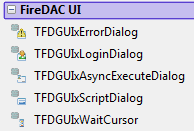 FireDAC UI
TFDGUIxErrorDialog
TFDGUIxLoginDialog
TFDGUIxAsyncExecuteDialog
TFDGUIxScriptDialog
TFDGUIxWaitCursor